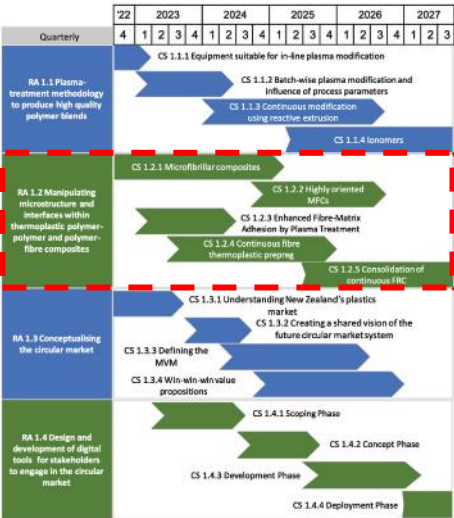 '22 2023 2024 2025 2026 2027
Quarterly 4 1 2 3 4 1 2 3 4 1 2 3 4 1 2 3 4 1 2 3
RA 1.1 Plasma-
treatment methodology
to produce high quality
polymer blends
CS 1.1.1 Equipment suitable for in-line plasma modification
CS 1.1.2 Batch-wise plasma modification and
influence of process parameters
CS 1.1.3 Continuous modification
using reactive extrusion
CS 1.1.4 Ionomers
RA 1.2 Manipulating
microstructure and
interfaces within
thermoplastic polymer-
polymer and polymer-
fibre composites
CS 1.2.1 Microfibrillar composites
CS 1.2.2 Highly oriented
MFCs
CS 1.2.3 Enhanced Fibre-Matrix
Adhesion by Plasma Treatment
CS 1.2.4 Continuous fibre
thermoplastic prepreg
CS 1.2.5 Consolidation of
continuous FRC
RA 1.3 Conceptualising
the circular market
CS 1.3.1 Understanding New Zealand's plastics
market
CS 1.3.2 Creating a shared vision of the
future circular market system
CS 1.3.3 Defining the
MVM
CS 1.3.4 Win-win-win value
propositions
RA 1.4 Design and
development of digital
tools for stakeholders
to engage in the circular
market
CS 1.4.1 Scoping Phase
CS 1.4.2 Concept Phase
CS 1.4.3 Development Phase
CS 1.4.4 Deployment Phase